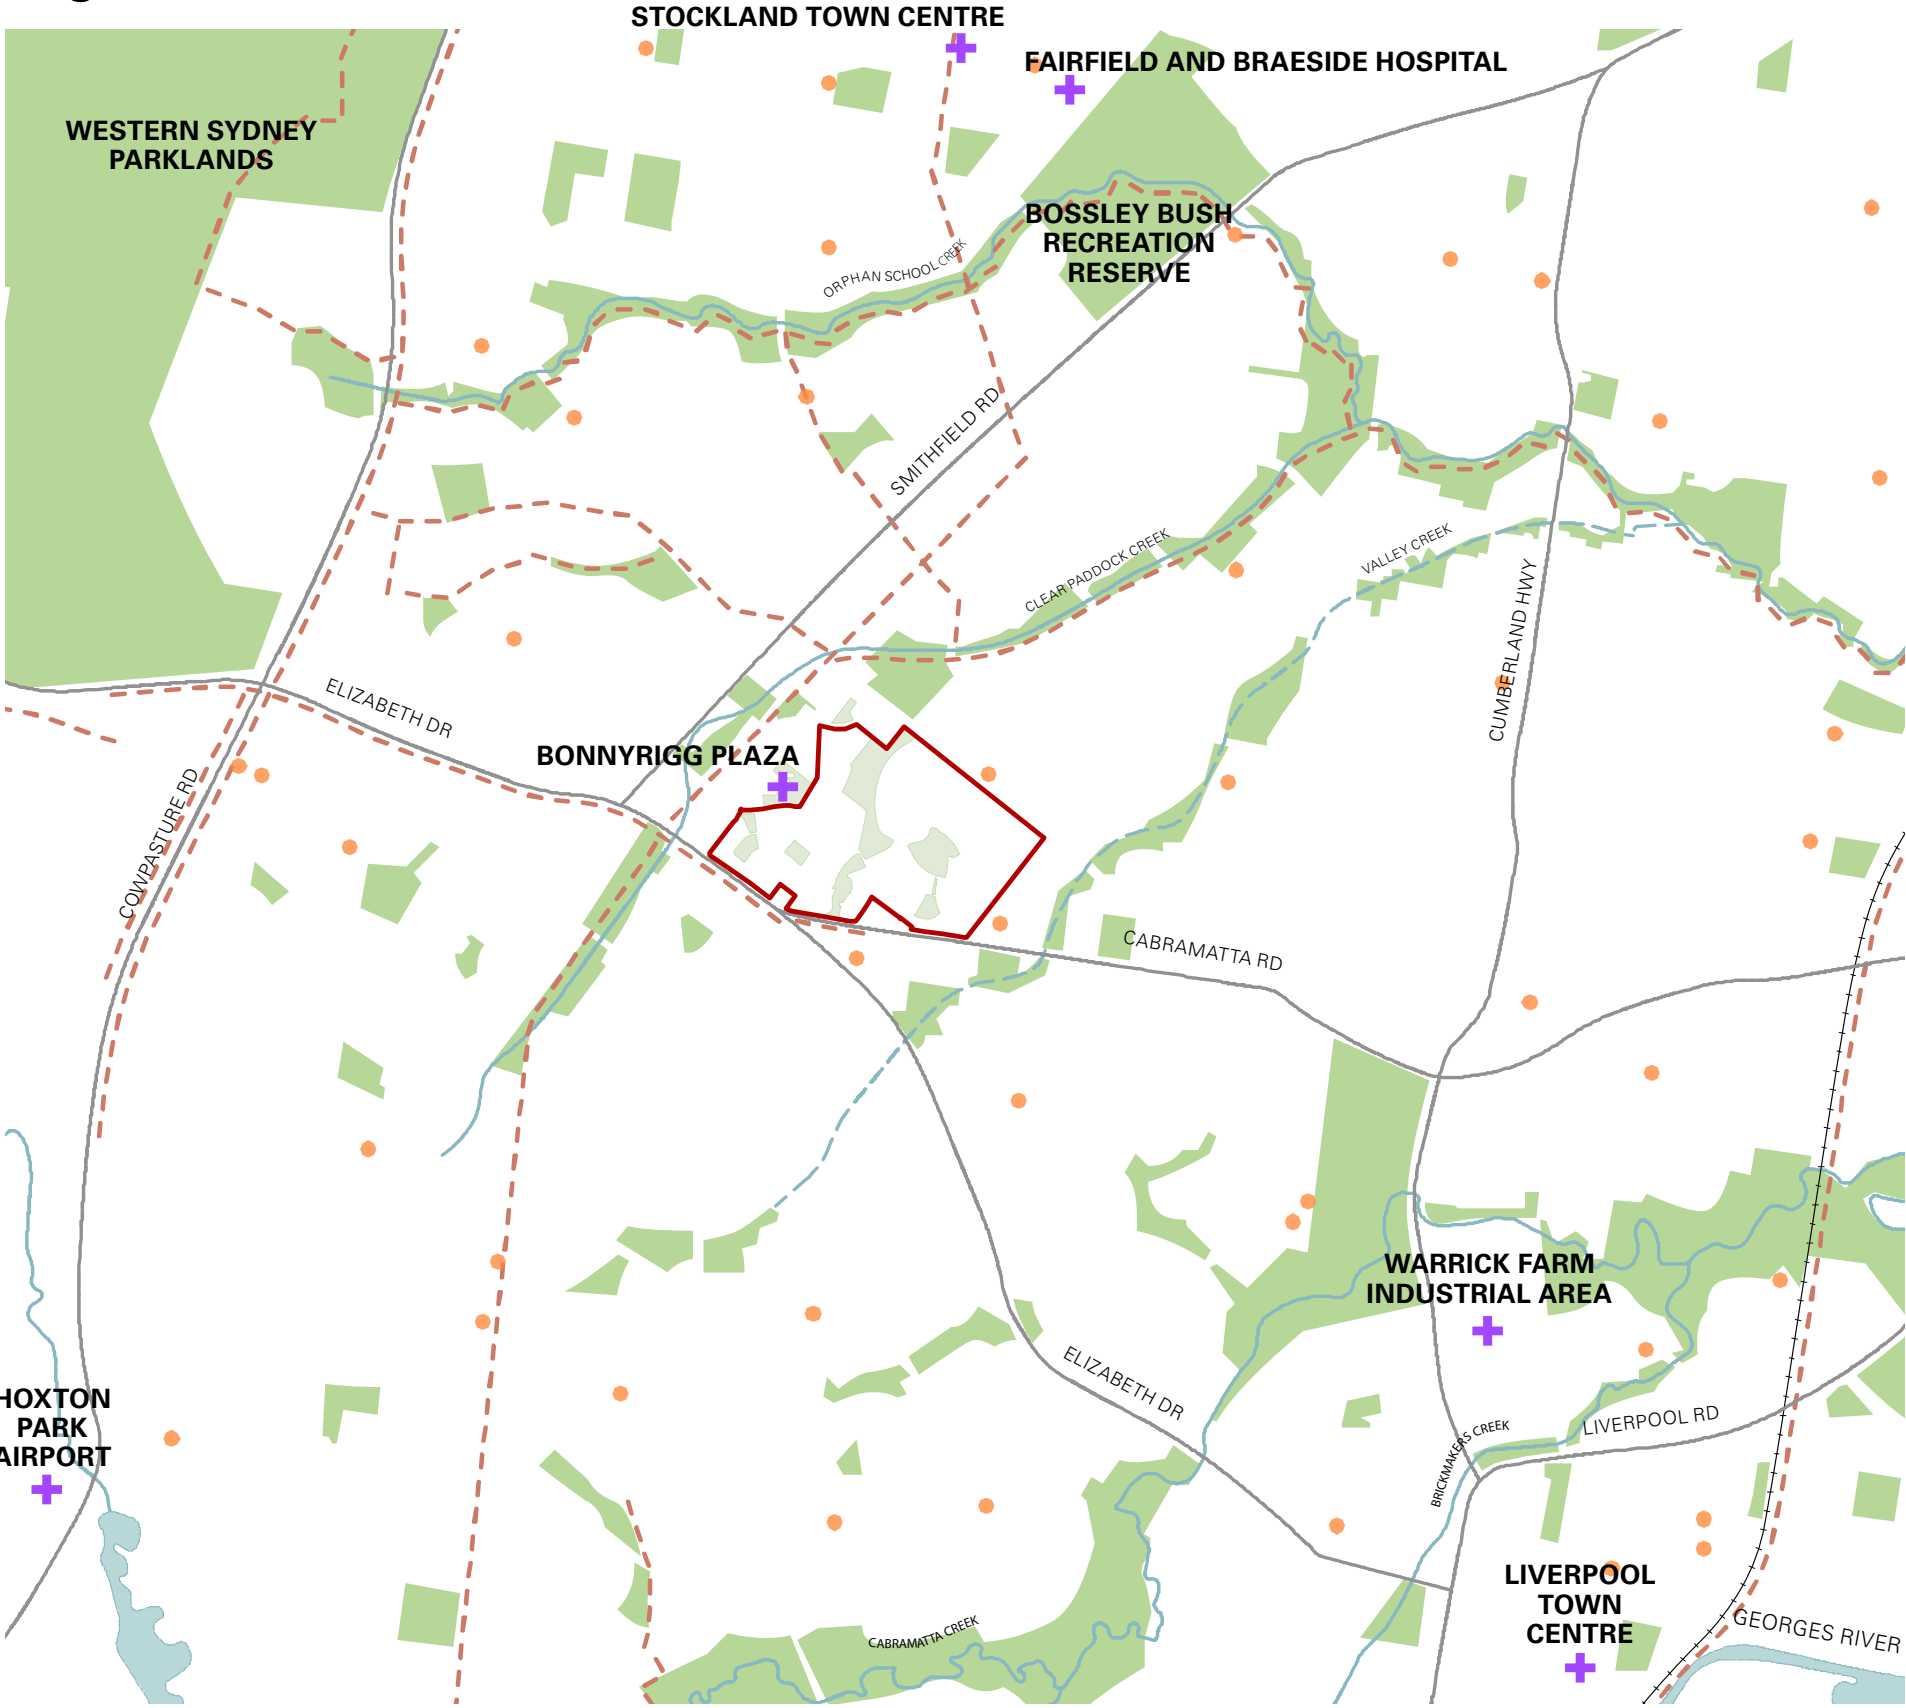 STOCKLAND TOWN CENTRE
FAIRFIELD AND BRAESIDE HOSPITAL
WESTERN SYDNEY
PARKLANDS
BOSSLEY BUSH
RECREATION
RESERVE
ORPHAN SCHOOL CREEK
SMITHFIELD RD
CLEAR PADDOCK CREEK
VALLEY CREEK
CUMBERLAND HWY
ELIZABETH DR
BONNYRIGG PLAZA
COWPASTURE RD
CABRAMATTA RD
WARRICK FARM
INDUSTRIAL AREA
ELIZABETH DR
HOXTON
PARK
AIRPORT
LIVERPOOL RD
BRICKMAKERS CREEK
LIVERPOOL
TOWN
CENTRE
CABRAMATTA CREEK
GEORGES RIVER